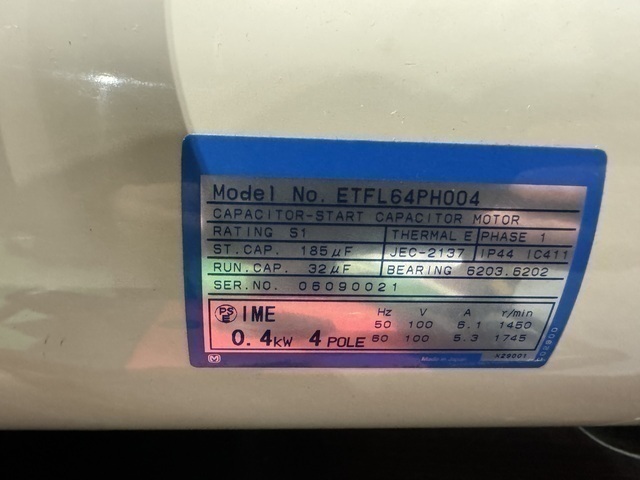 Model No. ETFL64PH004
CAPACITOR-START CAPACITOR MOTOR
RATING S1 THERMAL E PHASE 1
ST.CAP. 185μF JEC-2137 IP44 IC411
RUN.CAP. 32μF BEARING 6203.6202
SER.NO. 06090021
PS E IME Hz V A r/min
50 100 6.1 1450
0.4KW 4 POLE 60 100 5.3 1745
M Made in Japan K28001